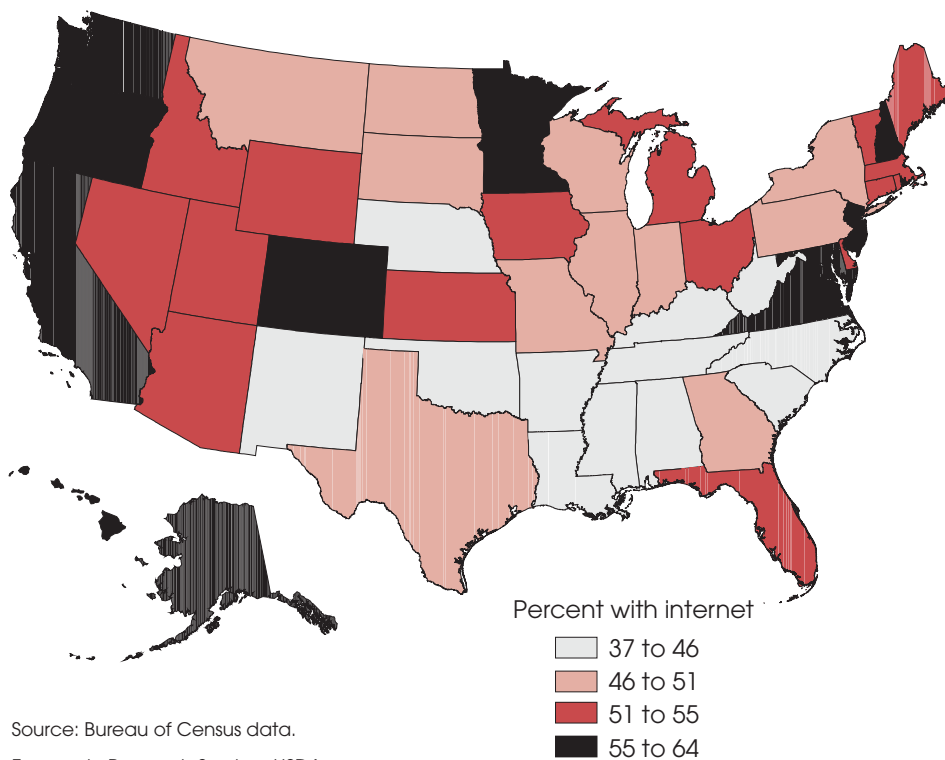 Percent with internet
37 to 46
46 to 51
51 to 55
55 to 64
Source: Bureau of Census data.